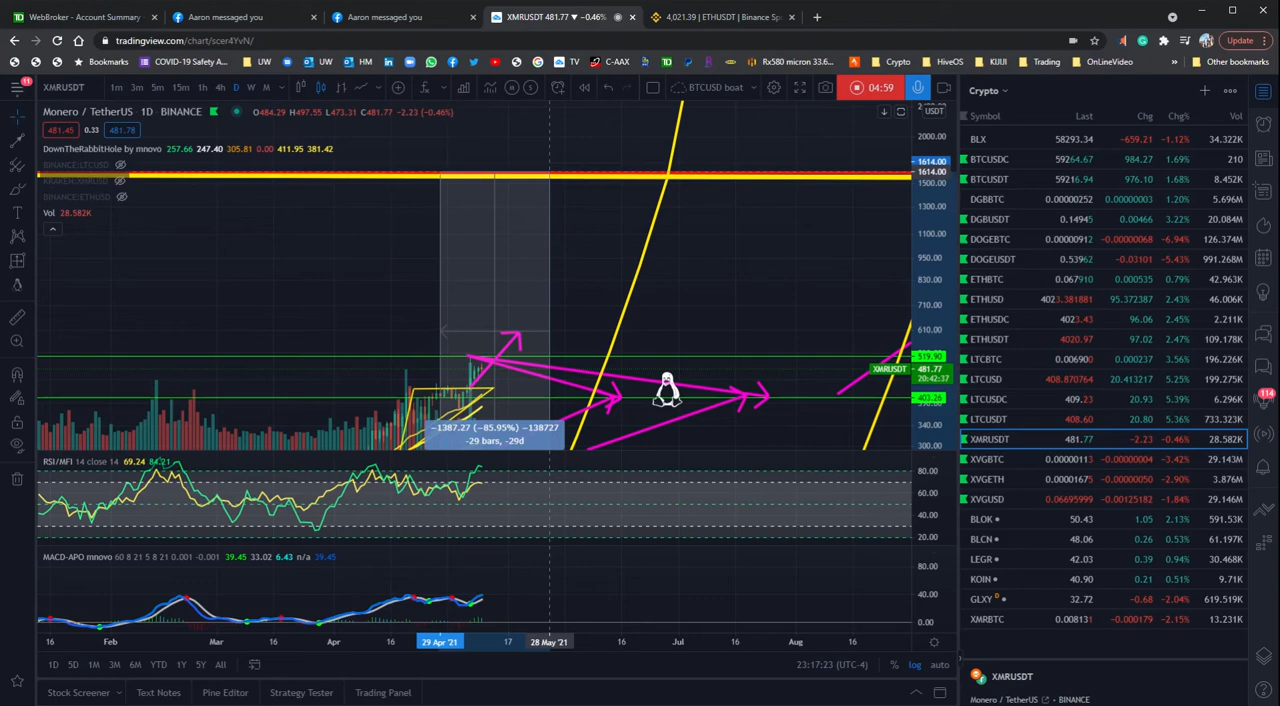 WebBroker - Account Summary
Aaron messaged you
Aaron messaged you
XMRUSDT 481.77 ▼ −0.46%
4,021.39 | ETHUSDT | Binance Sp
tradingview.com/chart/scer4YvN/
Update
Bookmarks
COVID-19 Safety A...
UW
UW
HM
TV
C-AAX
Rx580 micron 33.6...
Crypto
HiveOS
KUJI
Trading
OnLineVideo
Other bookmarks
11
XMRUSDT
1m 3m 5m 15m 1h 4h D W M
BTCUSD boat
04:59
Monero / TetherUS · 1D · BINANCE
O484.29 H497.55 L473.31 C481.77 −2.23 (−0.46%)
481.45 0.33 481.78
DownTheRabbitHole by mnovo 257.66 247.40 305.81 0.00 411.95 381.42
BINANCE:LTCUSD
KRAKEN:XMRUSD
BINANCE:ETHUSD
Vol 28.582K
USDT
2000.00
1614.00
1614.00
1500.00
1300.00
1100.00
950.00
830.00
710.00
610.00
519.90
XMRUSDT 481.77
20:42:37
403.26
340.00
300.00
−1387.27 (−85.95%) −138727
-29 bars, -29d
RSI/MFI 14 close 14 69.24 84.21
80.00
60.00
40.00
20.00
MACD-APO mnovo 60 8 21 5 8 21 0.001 -0.001 39.45 33.02 6.43 n/a 39.45
80.00
40.00
0.00
16 Feb 16 Mar 16 Apr 16 29 Apr '21 17 28 May '21 16 Jul 16 Aug 16
1D 5D 1M 3M 6M YTD 1Y 5Y All
23:17:23 (UTC-4) % log auto
Stock Screener Text Notes Pine Editor Strategy Tester Trading Panel
Crypto
Symbol Last Chg Chg% Vol
BLX 58293.34 −659.21 −1.12% 34.322K
BTCUSDC 59264.67 984.27 1.69% 210
BTCUSDT 59216.94 976.10 1.68% 8.452K
DGBBTC 0.00000252 0.00000003 1.20% 5.696M
DGBUSDT 0.14945 0.00466 3.22% 20.084M
DOGEBTC 0.00000912 −0.00000068 −6.94% 126.374M
DOGEUSDT 0.53962 −0.03101 −5.43% 991.268M
ETHBTC 0.067910 0.000535 0.79% 42.963K
ETHUSD 4023.381881 95.372387 2.43% 46.006K
ETHUSDC 4023.43 96.06 2.45% 2.211K
ETHUSDT 4020.97 97.02 2.47% 109.178K
LTCBTC 0.006900 0.000237 3.56% 196.226K
LTCUSD 408.870764 20.413217 5.25% 199.275K
LTCUSDC 409.23 20.93 5.39% 6.296K
LTCUSDT 408.60 20.80 5.36% 733.323K
XMRUSDT 481.77 −2.23 −0.46% 28.582K
XVGBTC 0.00000113 −0.00000004 −3.42% 29.143M
XVGETH 0.00001675 −0.00000050 −2.90% 3.876M
XVGUSD 0.06695999 −0.00125182 −1.84% 29.146M
BLOK 50.43 1.05 2.13% 591.53K
BLCN 48.06 0.26 0.53% 61.197K
LEGR 42.03 0.39 0.94% 30.468K
KOIN 40.90 0.21 0.51% 9.71K
GLXY D 32.72 −0.68 −2.04% 619.519K
XMRBTC 0.008131 −0.000179 −2.15% 13.231K
114
XMRUSDT
Monero / TetherUS BINANCE